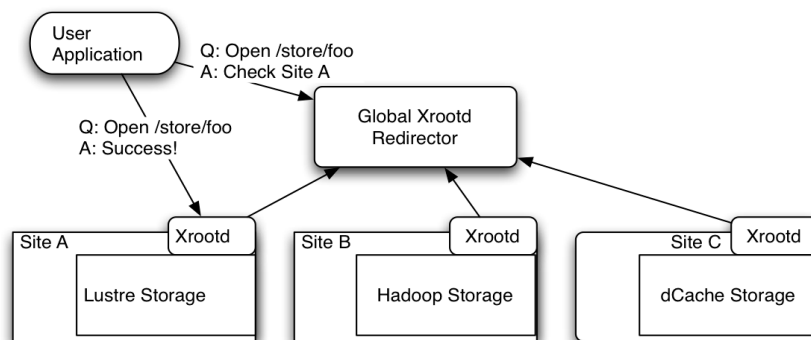 User
Application
Q: Open /store/foo
A: Check Site A
Global Xrootd
Redirector
Q: Open /store/foo
A: Success!
Site A
Xrootd
Lustre Storage
Site B
Xrootd
Hadoop Storage
Site C
Xrootd
dCache Storage